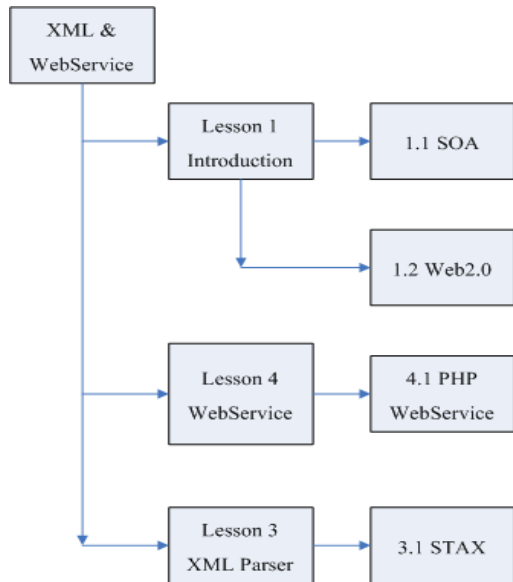 XML &
WebService
Lesson 1
Introduction
1.1 SOA
1.2 Web2.0
Lesson 4
WebService
4.1 PHP
WebService
Lesson 3
XML Parser
3.1 STAX